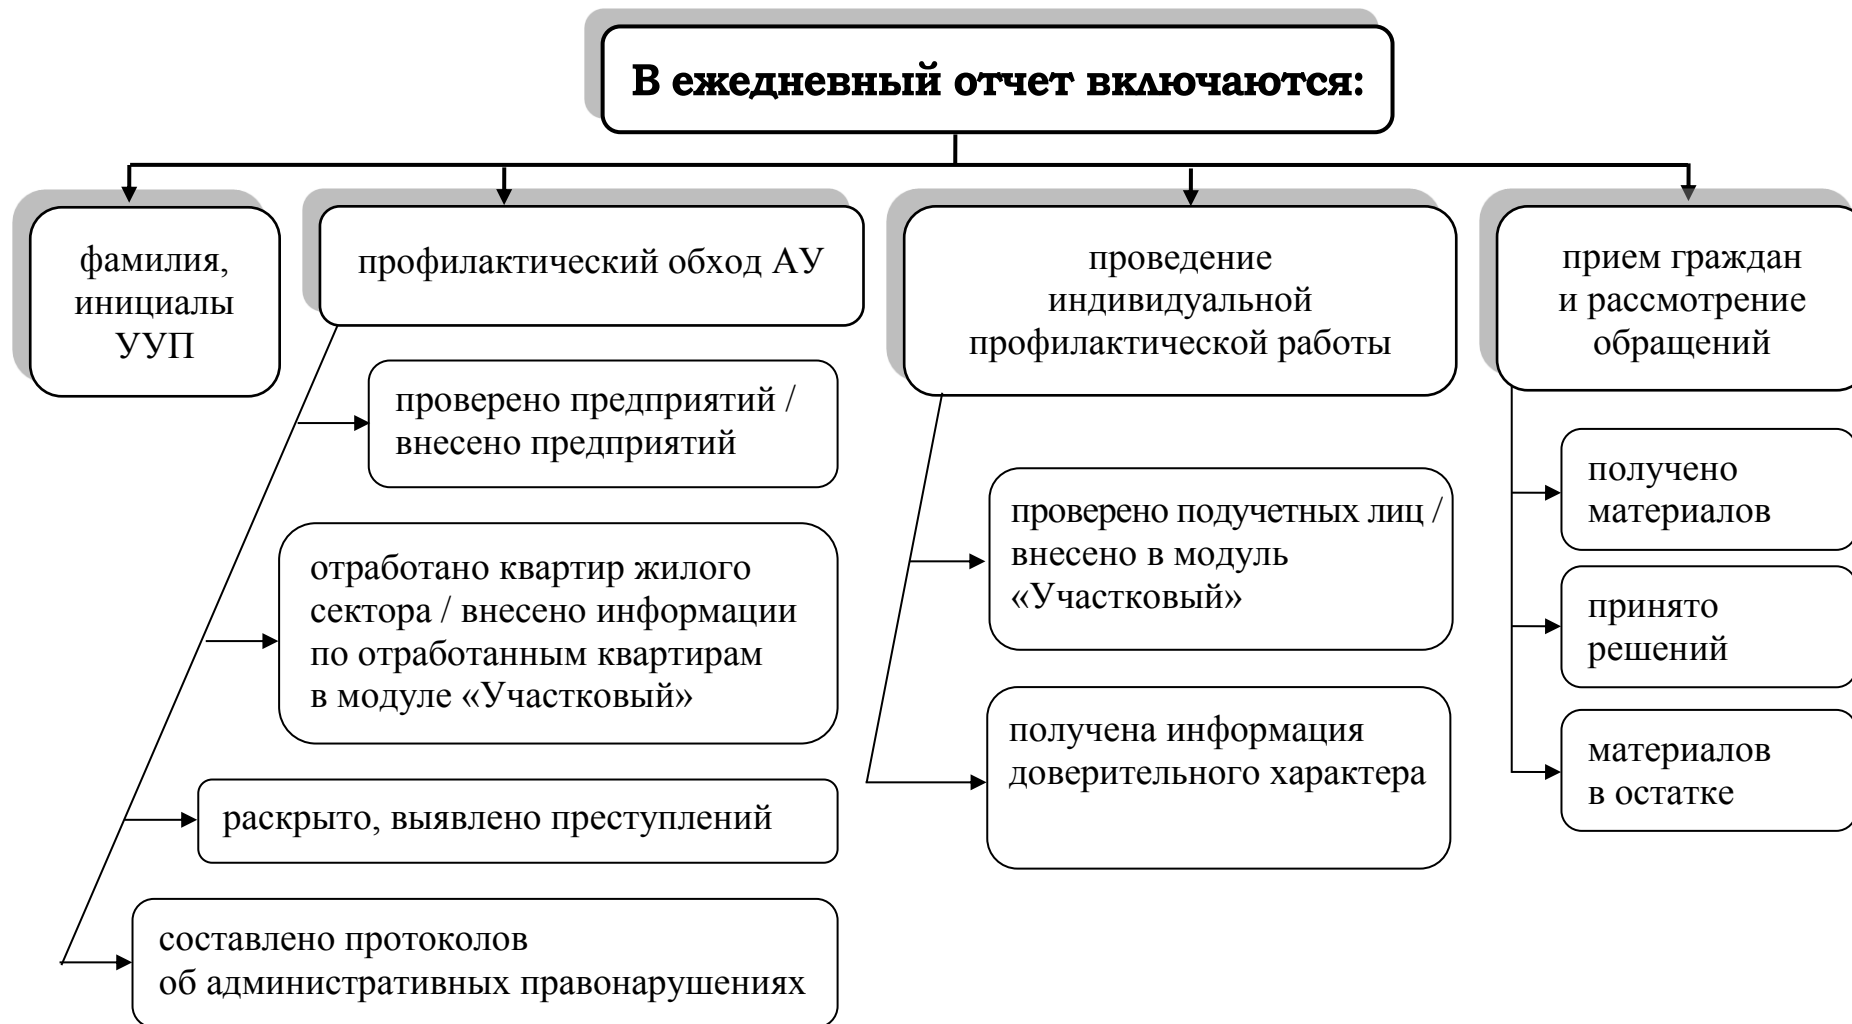 В ежедневный отчет включаются:
фамилия,
инициалы
УУП
профилактический обход АУ
проверено предприятий /
внесено предприятий
отработано квартир жилого
сектора / внесено информации
по отработанным квартирам
в модуле «Участковый»
раскрыто, выявлено преступлений
составлено протоколов
об административных правонарушениях
проведение
индивидуальной
профилактической работы
проверено подучетных лиц /
внесено в модуль
«Участковый»
получена информация
доверительного характера
прием граждан
и рассмотрение
обращений
получено
материалов
принято
решений
материалов
в остатке